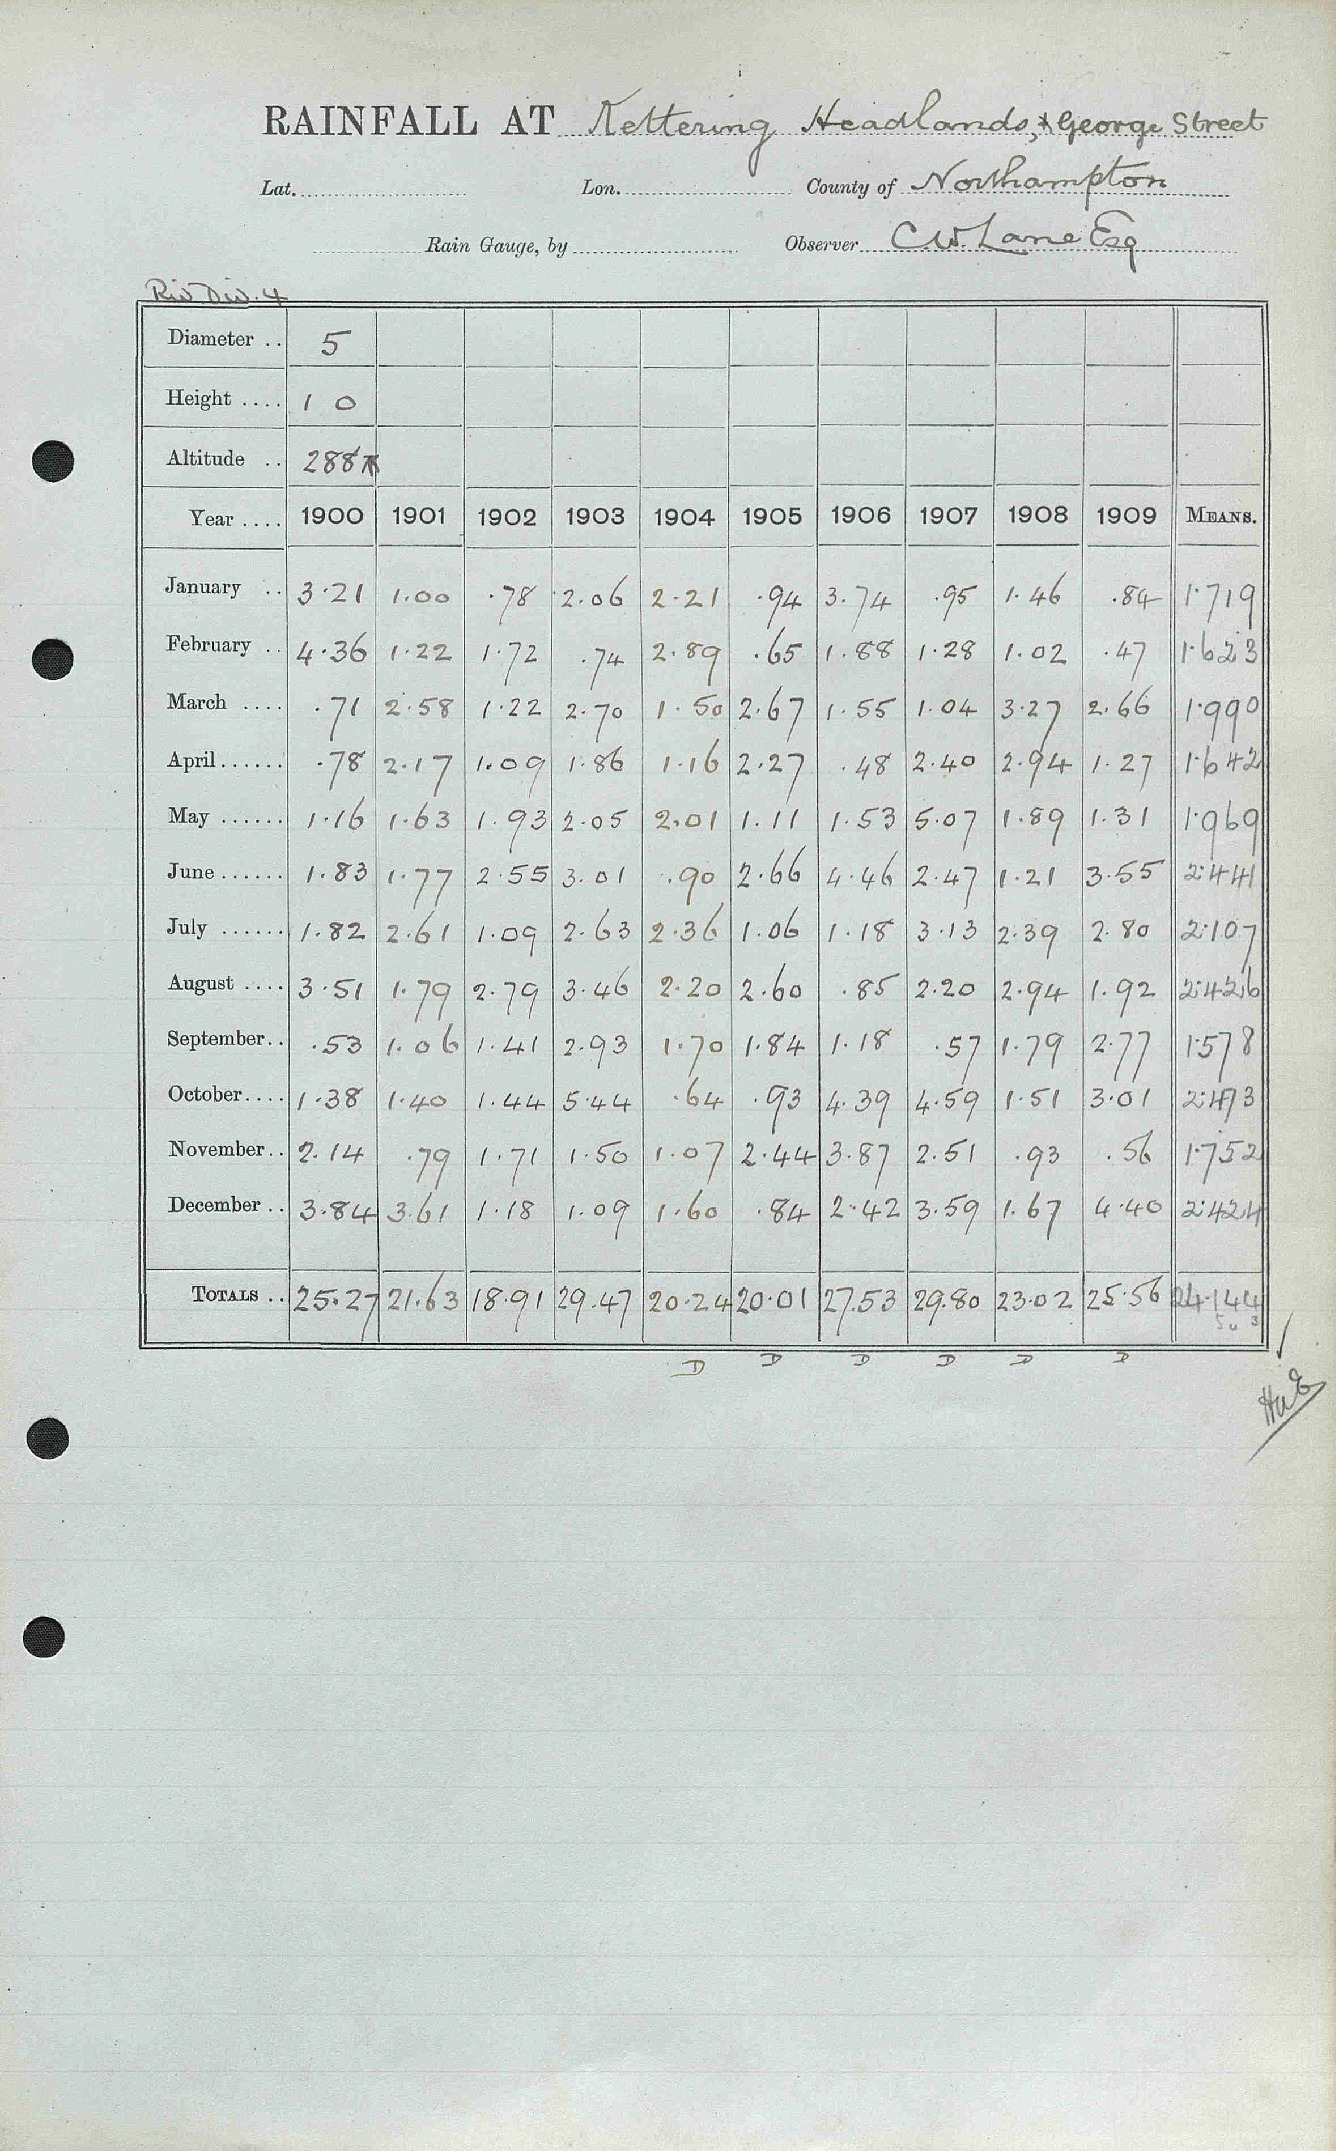 RAINFALL AT Kettering Headlands, & George Street
Lat. Lon. County of Northampton
Rain Gauge, by Observer C.W. Lane Esq
Riv Div. 4
Diameter .. 5
Height .... 1 0
Altitude .. 288
Year .... 1900 1901 1902 1903 1904 1905 1906 1907 1908 1909 MEANS.
January .. 3.21 1.00 .78 2.06 2.21 .94 3.74 .95 1.46 .84 1.719
February .. 4.36 1.22 1.72 .74 2.89 .65 1.88 1.28 1.02 .47 1.623
March .... .71 2.58 1.22 2.70 1.50 2.67 1.55 1.04 3.27 2.66 1.990
April ...... .78 2.17 1.09 1.86 1.16 2.27 .48 2.40 2.94 1.27 1.642
May ...... 1.16 1.63 1.93 2.05 2.01 1.11 1.53 5.07 1.89 1.31 1.969
June ...... 1.83 1.77 2.55 3.01 .90 2.66 4.46 2.47 1.21 3.55 2.441
July ...... 1.82 2.61 1.09 2.63 2.36 1.06 1.18 3.13 2.39 2.80 2.107
August .... 3.51 1.79 2.79 3.46 2.20 2.60 .85 2.20 2.94 1.92 2.426
September .. .53 1.06 1.41 2.93 1.70 1.84 1.18 .57 1.79 2.77 1.578
October .... 1.38 1.40 1.44 5.44 .64 .93 4.39 4.59 1.51 3.01 2.473
November .. 2.14 .79 1.71 1.50 1.07 2.44 3.87 2.51 .93 .56 1.752
December .. 3.84 3.61 1.18 1.09 1.60 .84 2.42 3.59 1.67 4.40 2.424
TOTALS .. 25.27 21.63 18.91 29.47 20.24 20.01 27.53 29.80 23.02 25.56 24.144
D D D D D D